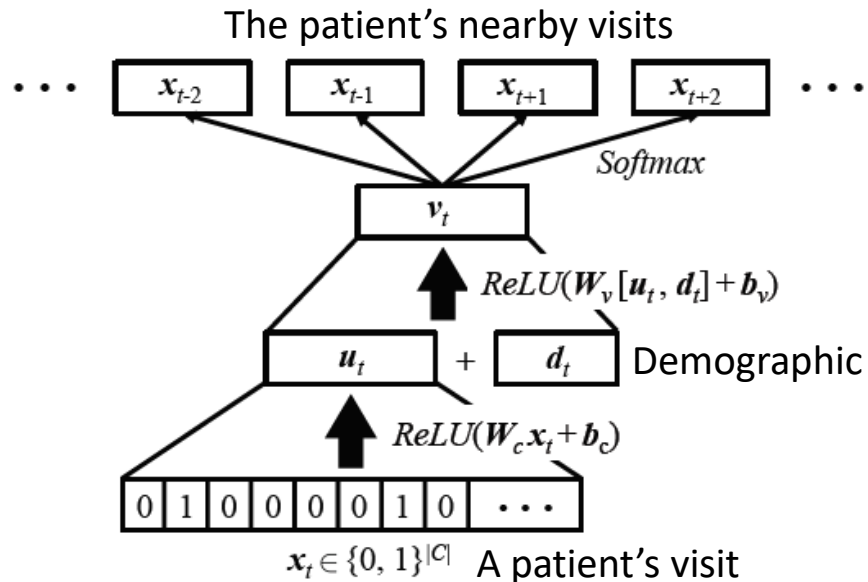 The patient's nearby visits
··· x_{t-2} x_{t-1} x_{t+1} x_{t+2} ···
Softmax
v_t
ReLU(W_v[u_t, d_t]+b_v)
u_t + d_t Demographic
ReLU(W_c x_t+b_c)
0 1 0 0 0 0 1 0 ···
x_t ∈ {0, 1}^{|C|} A patient's visit